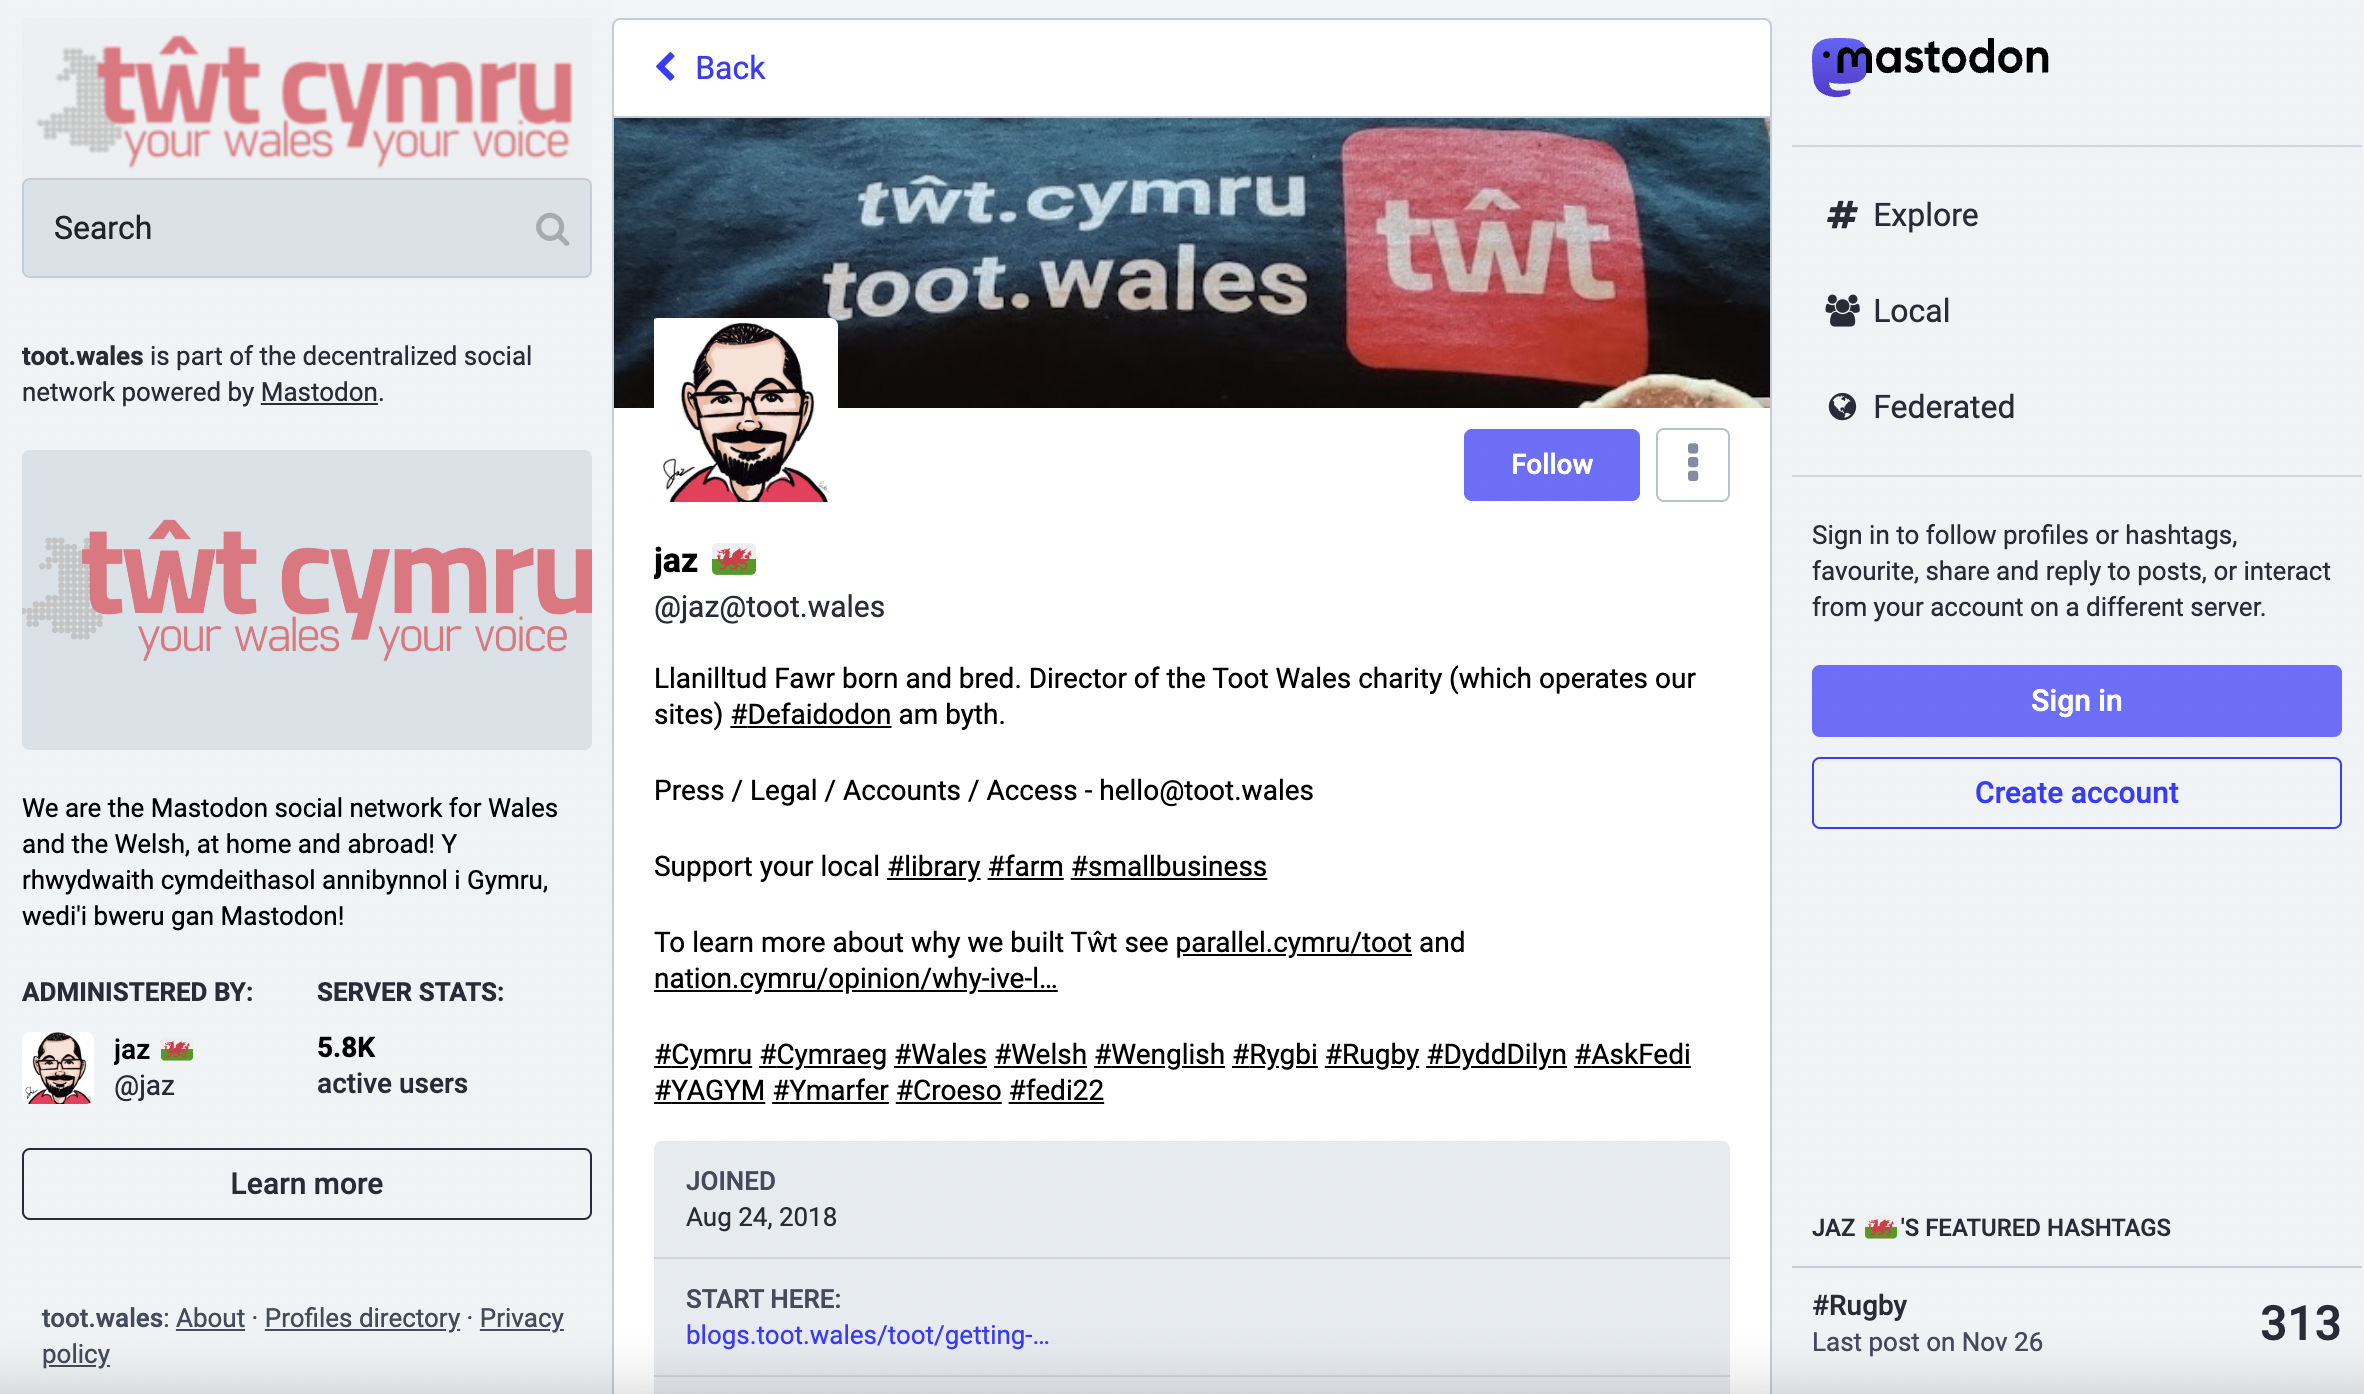 tŵt cymru
your wales your voice
Search
toot.wales is part of the decentralized social
network powered by Mastodon.
tŵt cymru
your wales your voice
We are the Mastodon social network for Wales
and the Welsh, at home and abroad! Y
rhwydwaith cymdeithasol annibynnol i Gymru,
wedi'i bweru gan Mastodon!
ADMINISTERED BY:
jaz
@jaz
SERVER STATS:
5.8K
active users
Learn more
toot.wales: About · Profiles directory · Privacy
policy
Back
tŵt.cymru
toot.wales
tŵt
Jaz
Follow
jaz
@jaz@toot.wales
Llanilltud Fawr born and bred. Director of the Toot Wales charity (which operates our
sites) #Defaidodon am byth.
Press / Legal / Accounts / Access - hello@toot.wales
Support your local #library #farm #smallbusiness
To learn more about why we built Tŵt see parallel.cymru/toot and
nation.cymru/opinion/why-ive-l…
#Cymru #Cymraeg #Wales #Welsh #Wenglish #Rygbi #Rugby #DyddDilyn #AskFedi
#YAGYM #Ymarfer #Croeso #fedi22
JOINED
Aug 24, 2018
START HERE:
blogs.toot.wales/toot/getting-…
mastodon
# Explore
Local
Federated
Sign in to follow profiles or hashtags,
favourite, share and reply to posts, or interact
from your account on a different server.
Sign in
Create account
JAZ 'S FEATURED HASHTAGS
#Rugby
Last post on Nov 26
313